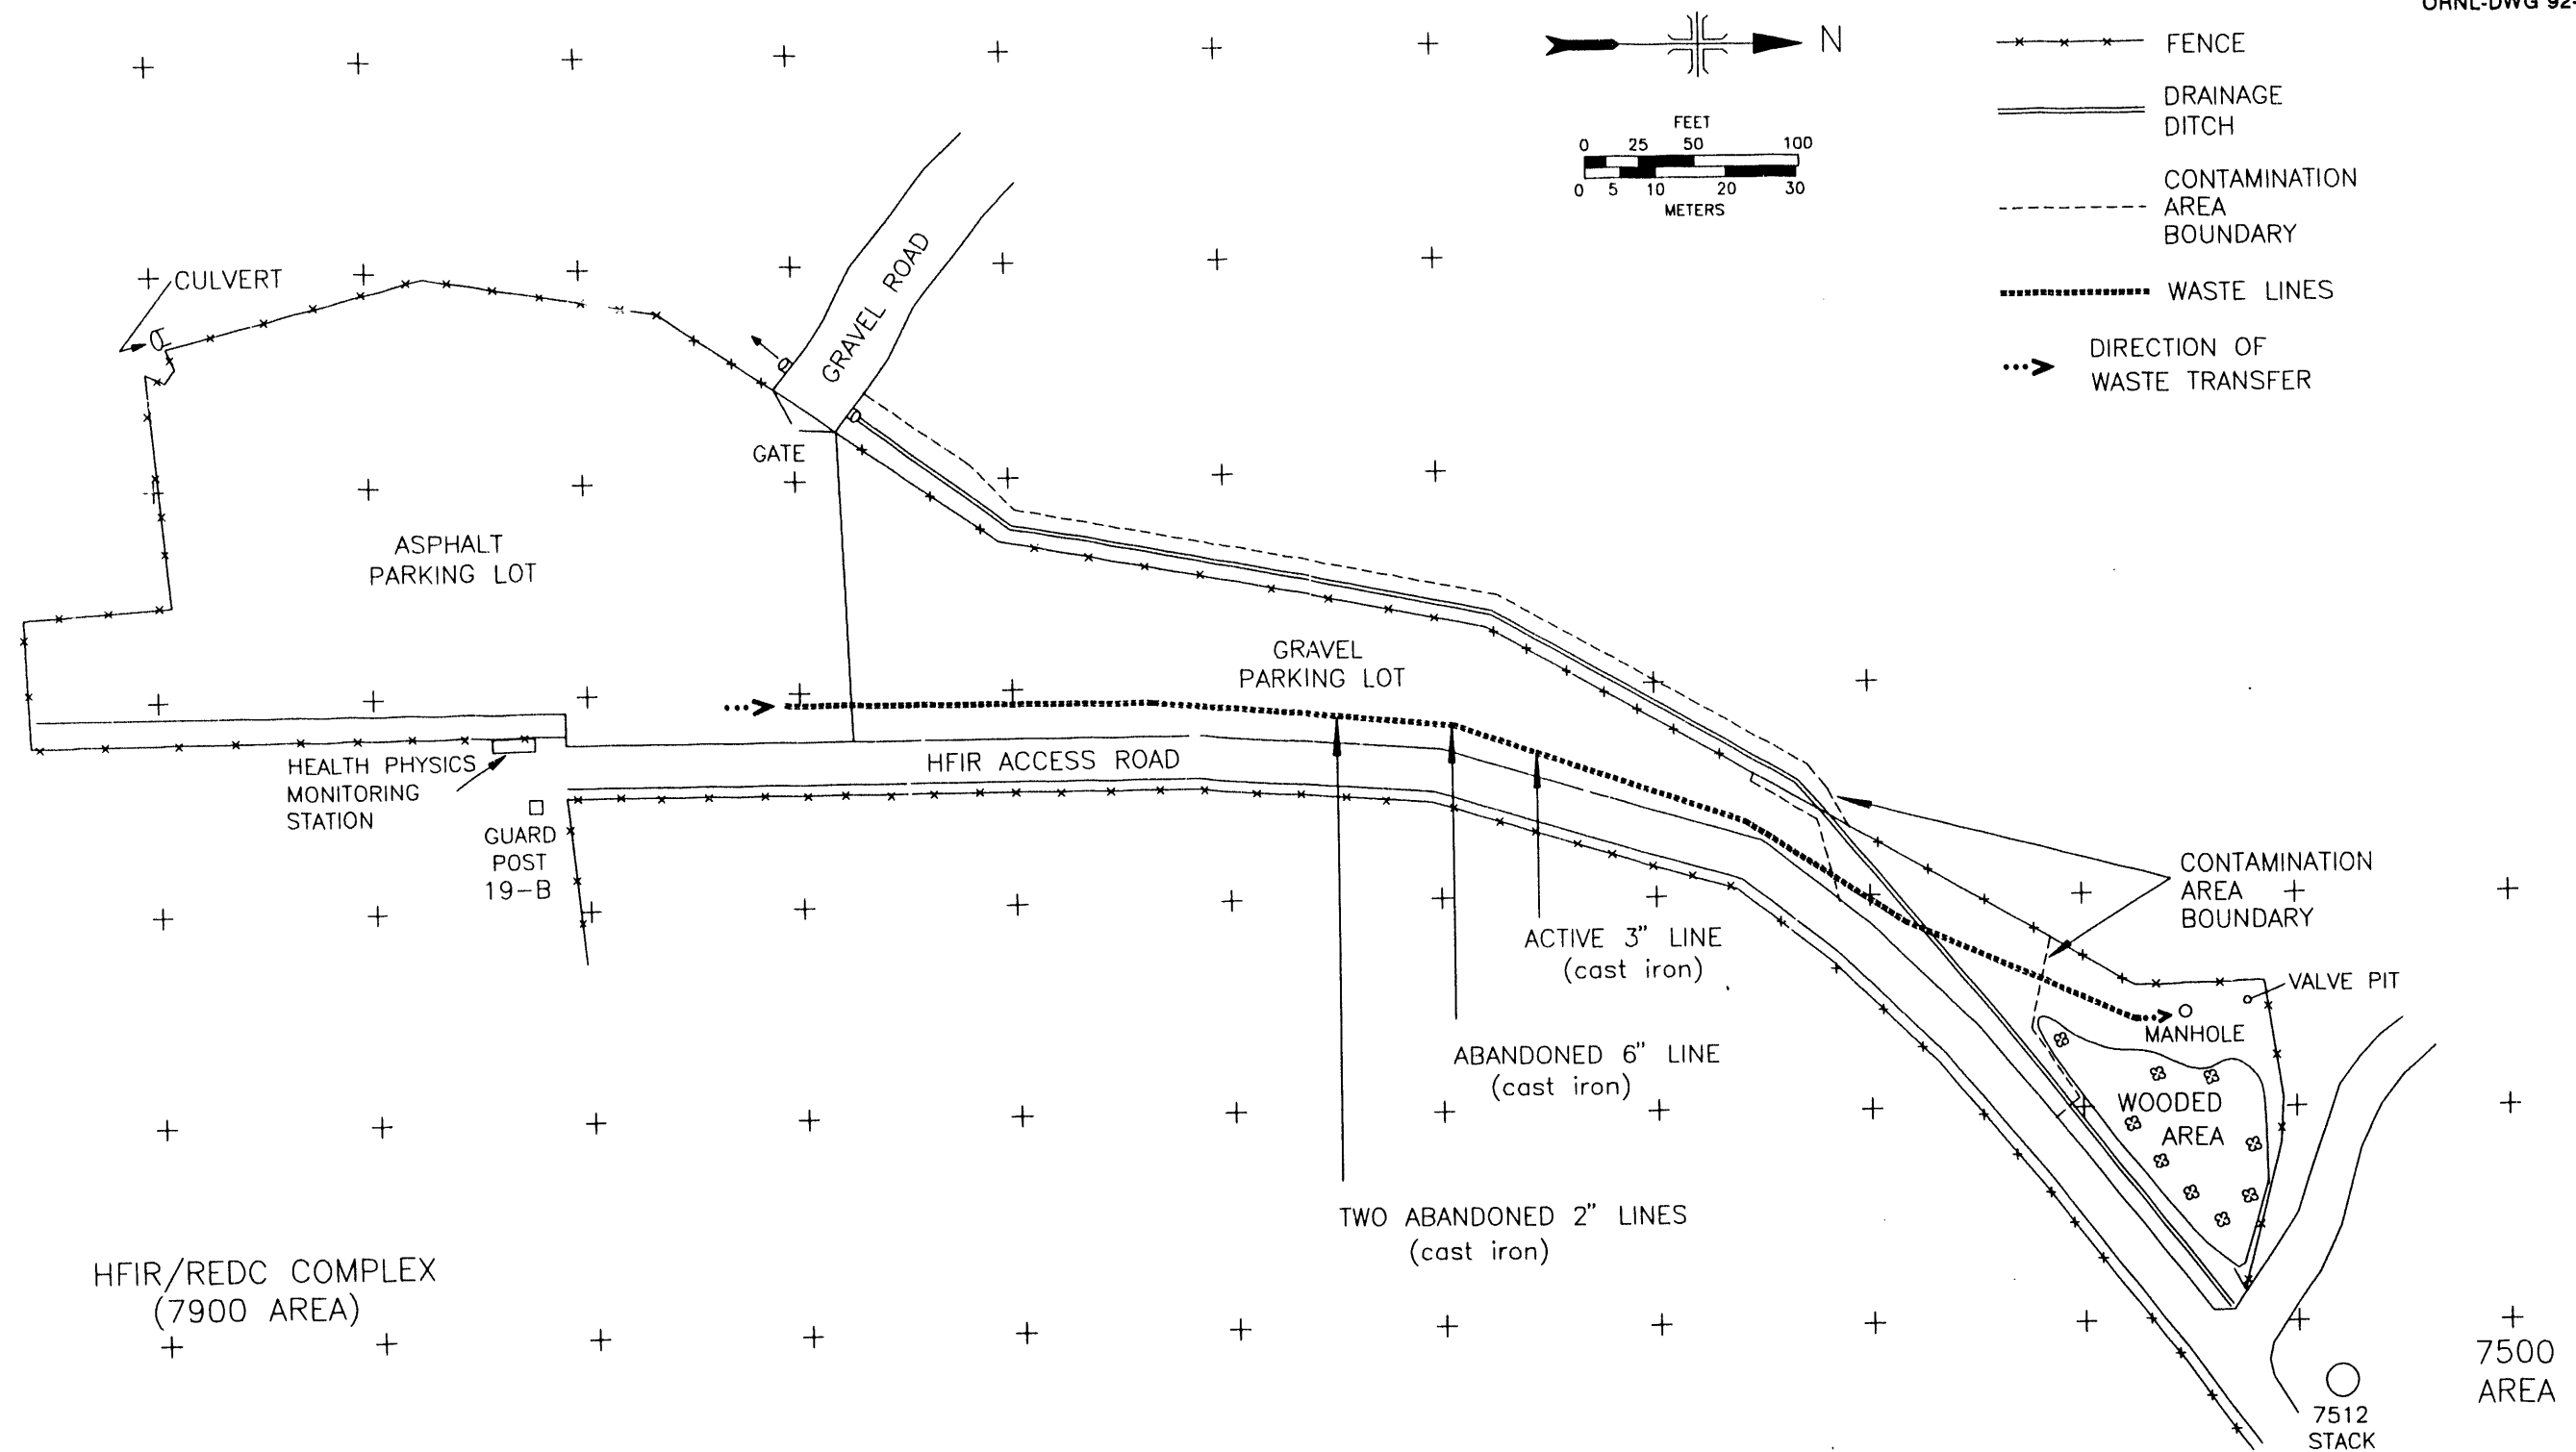 ORNL-DWG 92-
N
FEET
0 25 50 100
0 5 10 20 30
METERS
FENCE
DRAINAGE
DITCH
CONTAMINATION
AREA
BOUNDARY
WASTE LINES
DIRECTION OF
WASTE TRANSFER
CULVERT
GRAVEL ROAD
GATE
ASPHALT
PARKING LOT
GRAVEL
PARKING LOT
HFIR ACCESS ROAD
HEALTH PHYSICS
MONITORING
STATION
GUARD
POST
19-B
CONTAMINATION
AREA
BOUNDARY
ACTIVE 3" LINE
(cast iron)
VALVE PIT
MANHOLE
ABANDONED 6" LINE
(cast iron)
WOODED
AREA
TWO ABANDONED 2" LINES
(cast iron)
HFIR/REDC COMPLEX
(7900 AREA)
7500
AREA
7512
STACK